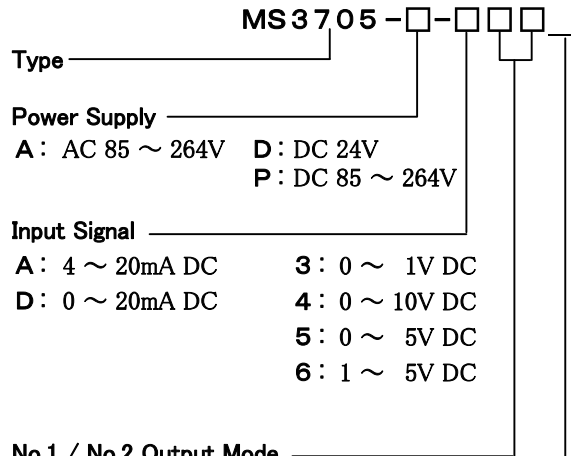 MS3705-□-□□□
Type
Power Supply
A: AC 85 ～ 264V D: DC 24V
P: DC 85 ～ 264V
Input Signal
A: 4 ～ 20mA DC 3: 0 ～ 1V DC
D: 0 ～ 20mA DC 4: 0 ～ 10V DC
5: 0 ～ 5V DC
6: 1 ～ 5V DC
No.1 / No.2 Output Mode